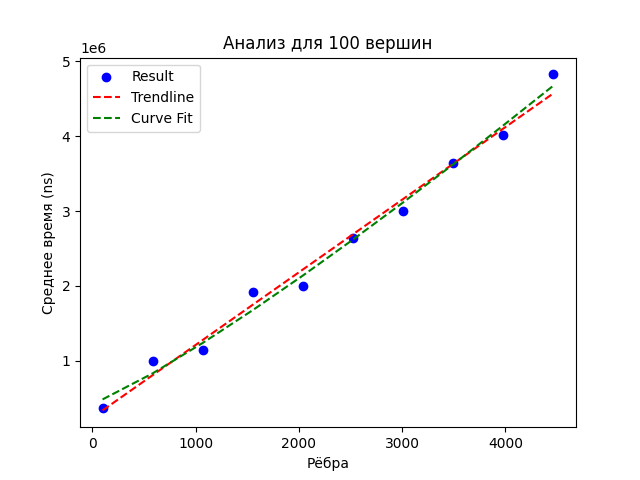 Анализ для 100 вершин
1e6
5
4
3
2
1
Среднее время (ns)
Result
Trendline
Curve Fit
0 1000 2000 3000 4000
Рёбра